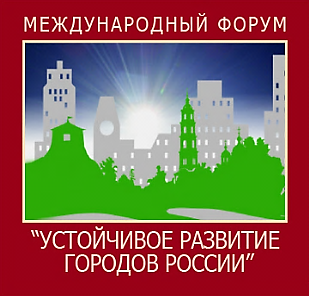 МЕЖДУНАРОДНЫЙ ФОРУМ
“УСТОЙЧИВОЕ РАЗВИТИЕ
ГОРОДОВ РОССИИ”